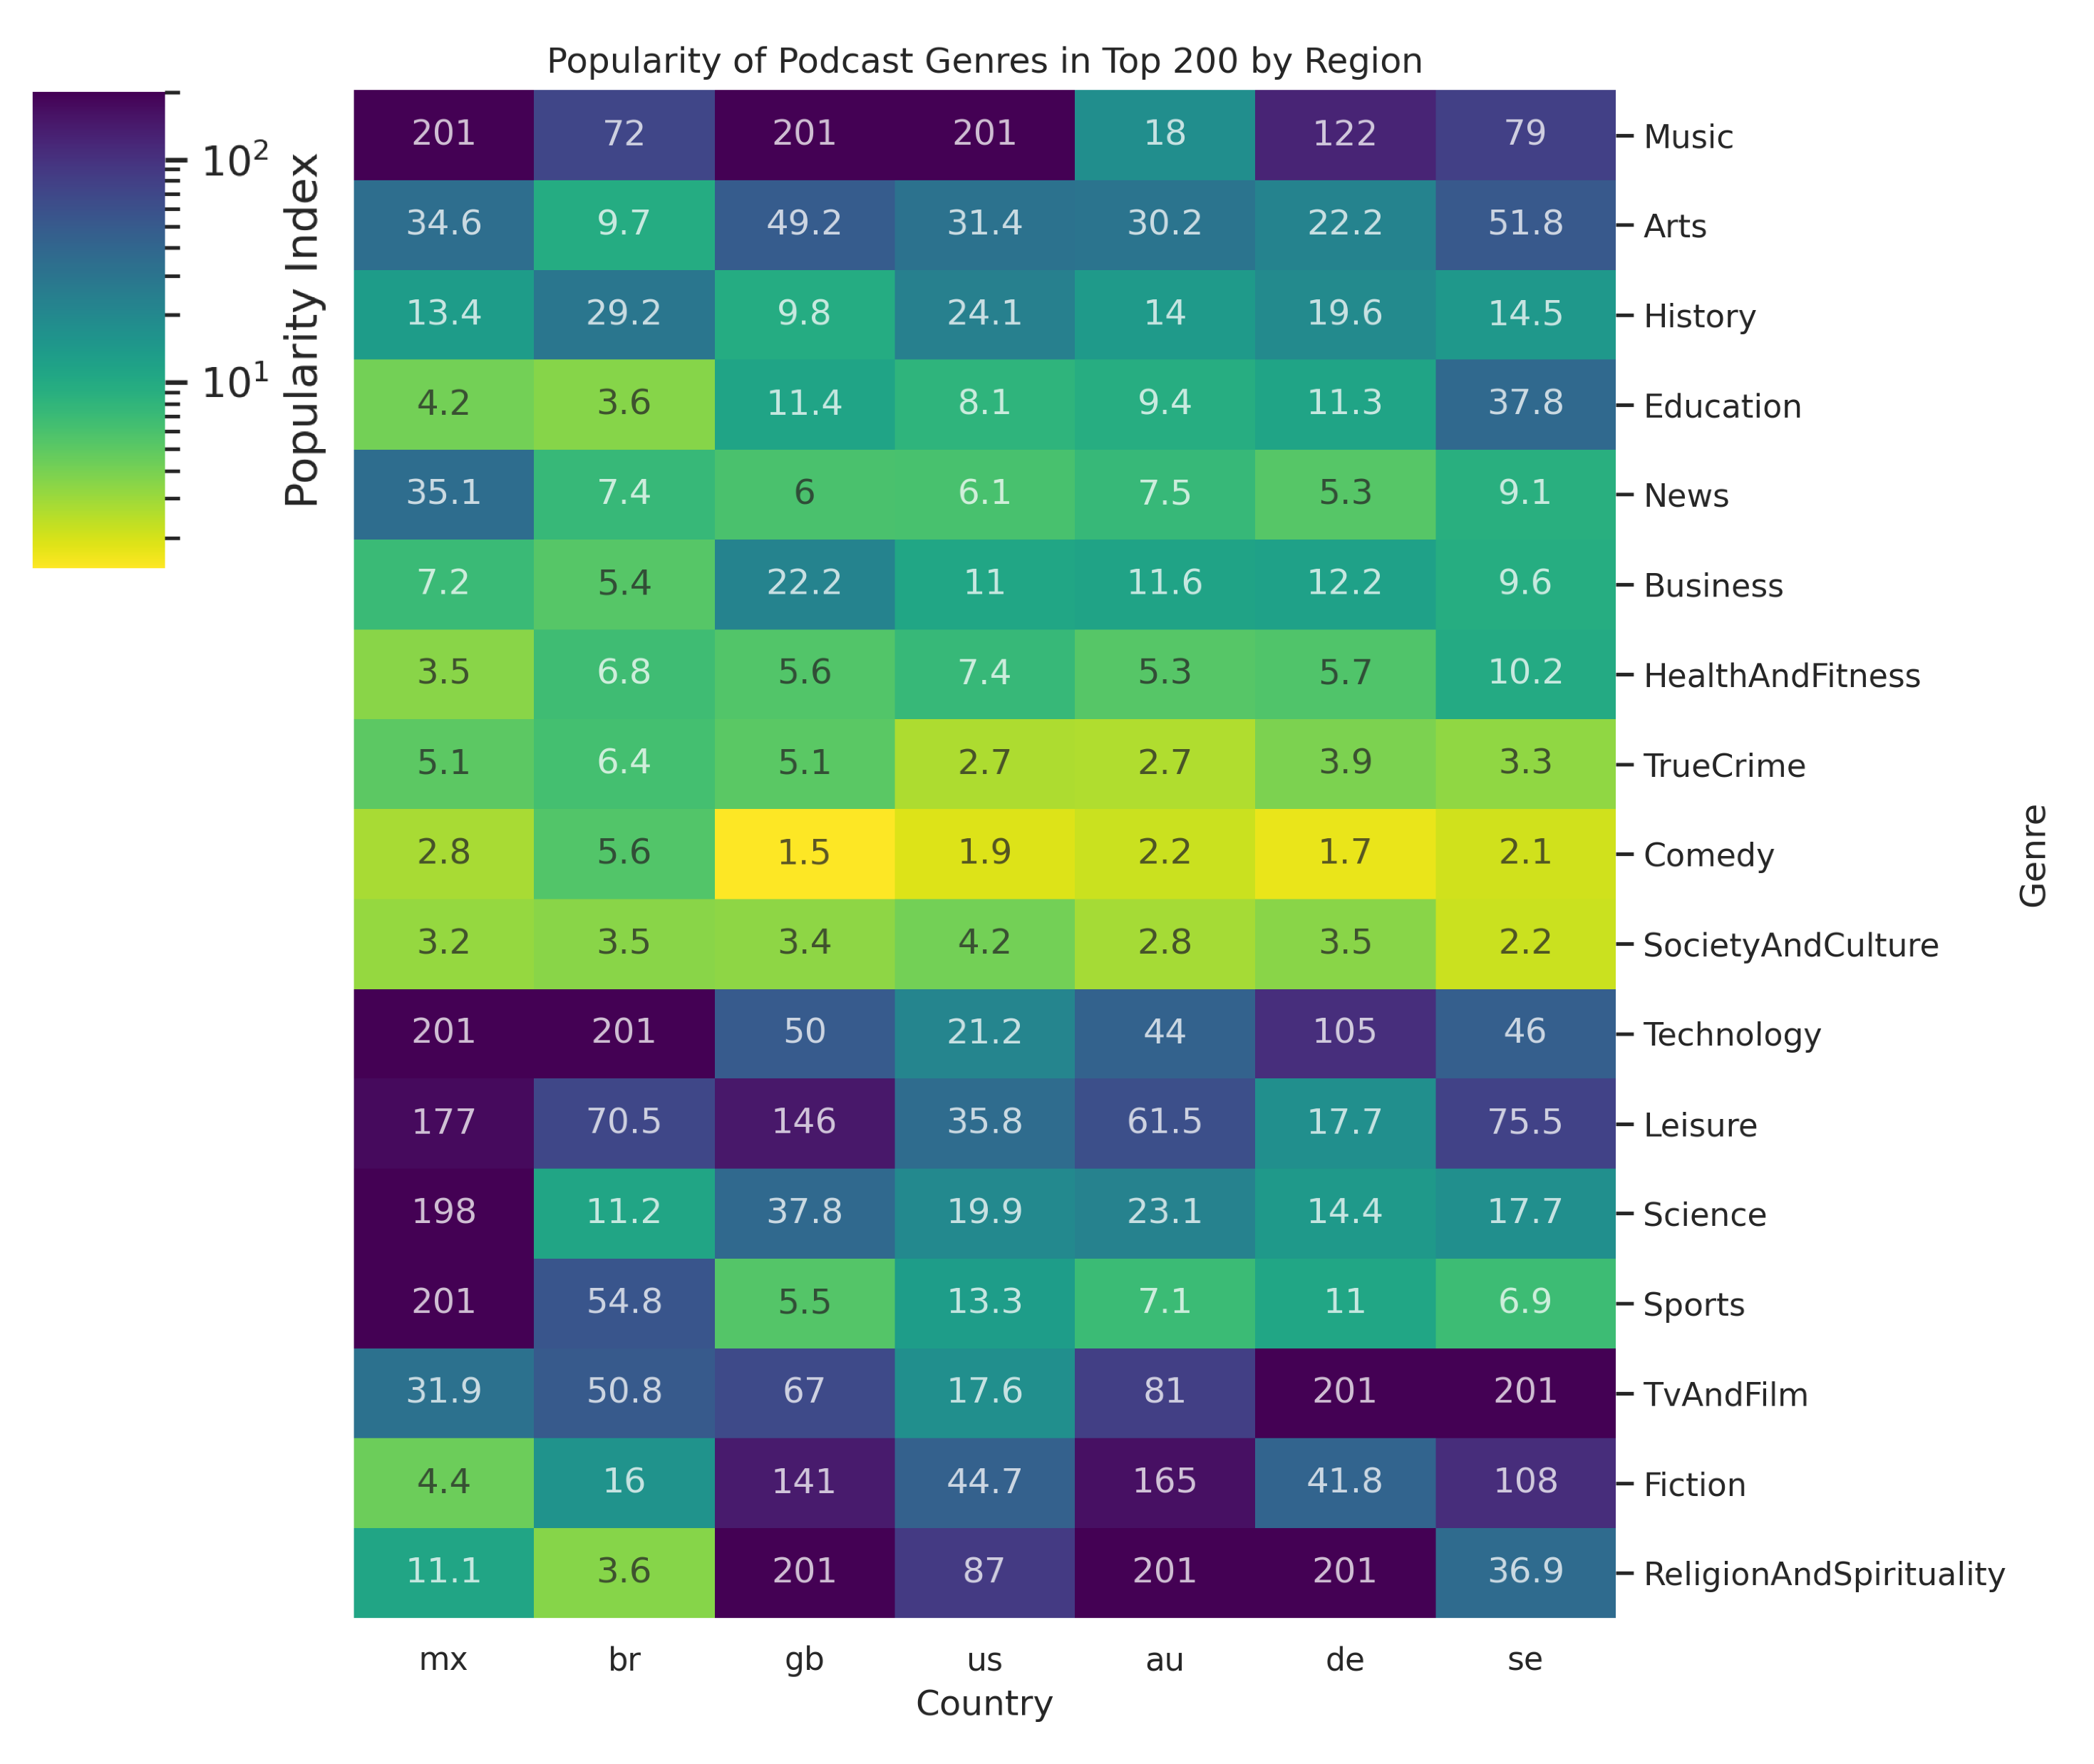 Popularity of Podcast Genres in Top 200 by Region
10²
10¹
Popularity Index
201 72 201 201 18 122 79 Music
34.6 9.7 49.2 31.4 30.2 22.2 51.8 Arts
13.4 29.2 9.8 24.1 14 19.6 14.5 History
4.2 3.6 11.4 8.1 9.4 11.3 37.8 Education
35.1 7.4 6 6.1 7.5 5.3 9.1 News
7.2 5.4 22.2 11 11.6 12.2 9.6 Business
3.5 6.8 5.6 7.4 5.3 5.7 10.2 HealthAndFitness
5.1 6.4 5.1 2.7 2.7 3.9 3.3 TrueCrime
2.8 5.6 1.5 1.9 2.2 1.7 2.1 Comedy
3.2 3.5 3.4 4.2 2.8 3.5 2.2 SocietyAndCulture
201 201 50 21.2 44 105 46 Technology
177 70.5 146 35.8 61.5 17.7 75.5 Leisure
198 11.2 37.8 19.9 23.1 14.4 17.7 Science
201 54.8 5.5 13.3 7.1 11 6.9 Sports
31.9 50.8 67 17.6 81 201 201 TvAndFilm
4.4 16 141 44.7 165 41.8 108 Fiction
11.1 3.6 201 87 201 201 36.9 ReligionAndSpirituality
Genre
mx br gb us au de se
Country